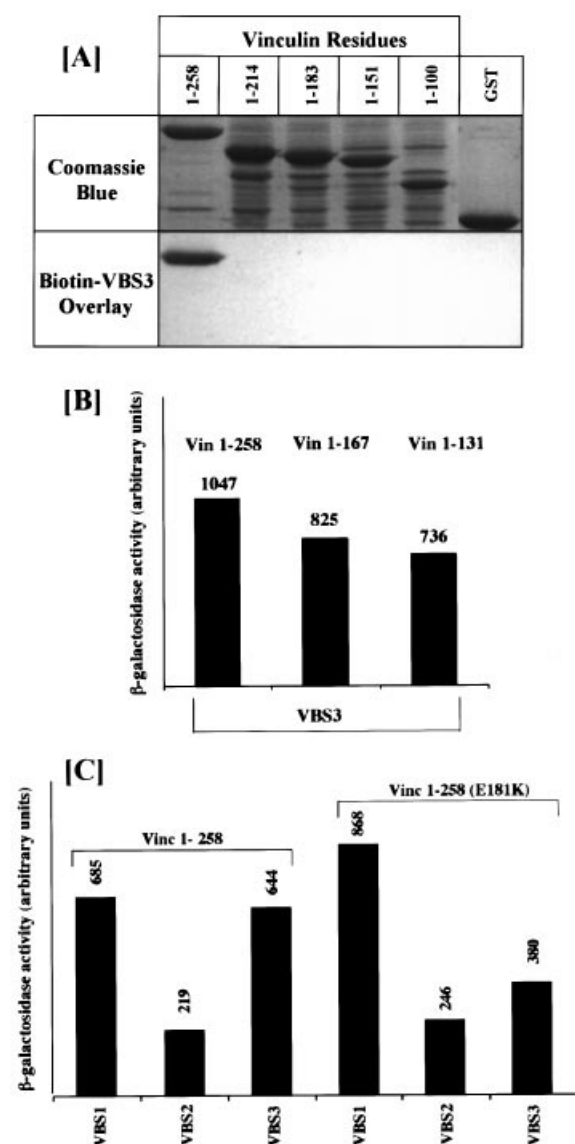 [A]
Vinculin Residues
1-258
1-214
1-183
1-151
1-100
GST
Coomassie
Blue
Biotin-VBS3
Overlay
[B]
β-galactosidase activity (arbitrary units)
Vin 1-258 Vin 1-167 Vin 1-131
1047
825
736
VBS3
[C]
β-galactosidase activity (arbitrary units)
Vinc 1- 258
Vinc 1-258 (E181K)
685
219
644
868
246
380
VBS1
VBS2
VBS3
VBS1
VBS2
VBS3